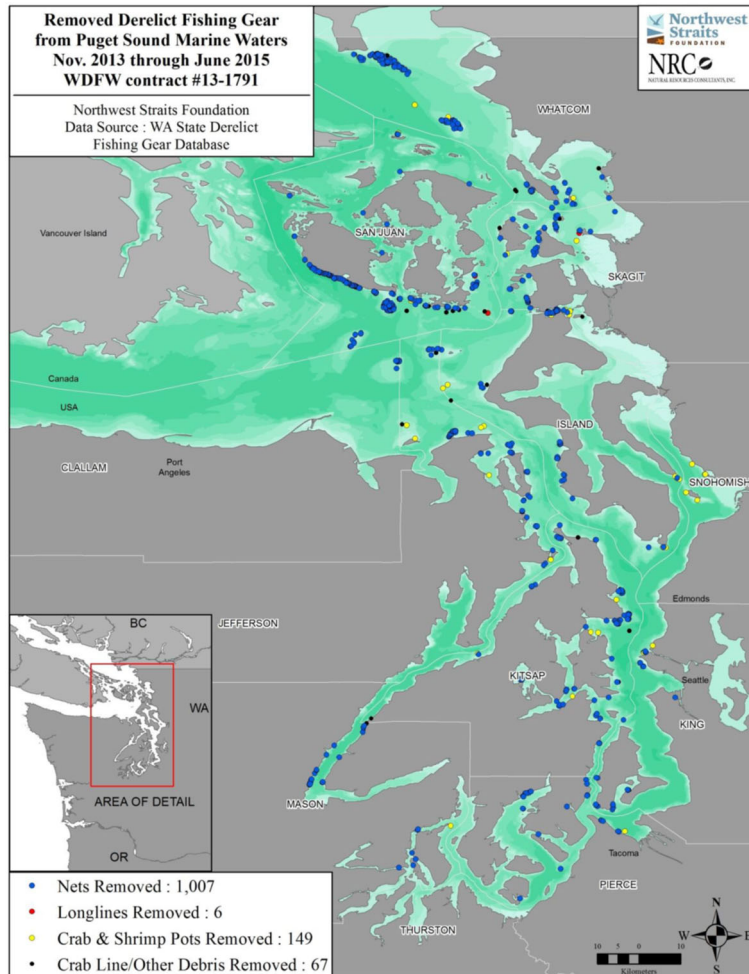 Removed Derelict Fishing Gear
from Puget Sound Marine Waters
Nov. 2013 through June 2015
WDFW contract #13-1791
Northwest Straits Foundation
Data Source : WA State Derelict
Fishing Gear Database
Northwest
Straits
FOUNDATION
NRC
NATURAL RESOURCES CONSULTANTS, INC.
WHATCOM
Vancouver Island
SAN JUAN
SKAGIT
Canada
USA
ISLAND
CLALLAM
Port
Angeles
SNOHOMISH
JEFFERSON
Edmonds
KITSAP
Seattle
KING
MASON
Tacoma
PIERCE
THURSTON
BC
WA
AREA OF DETAIL
OR
Nets Removed : 1,007
Longlines Removed : 6
Crab & Shrimp Pots Removed : 149
Crab Line/Other Debris Removed : 67
N
W E
S
10 5 0 10
Kilometers